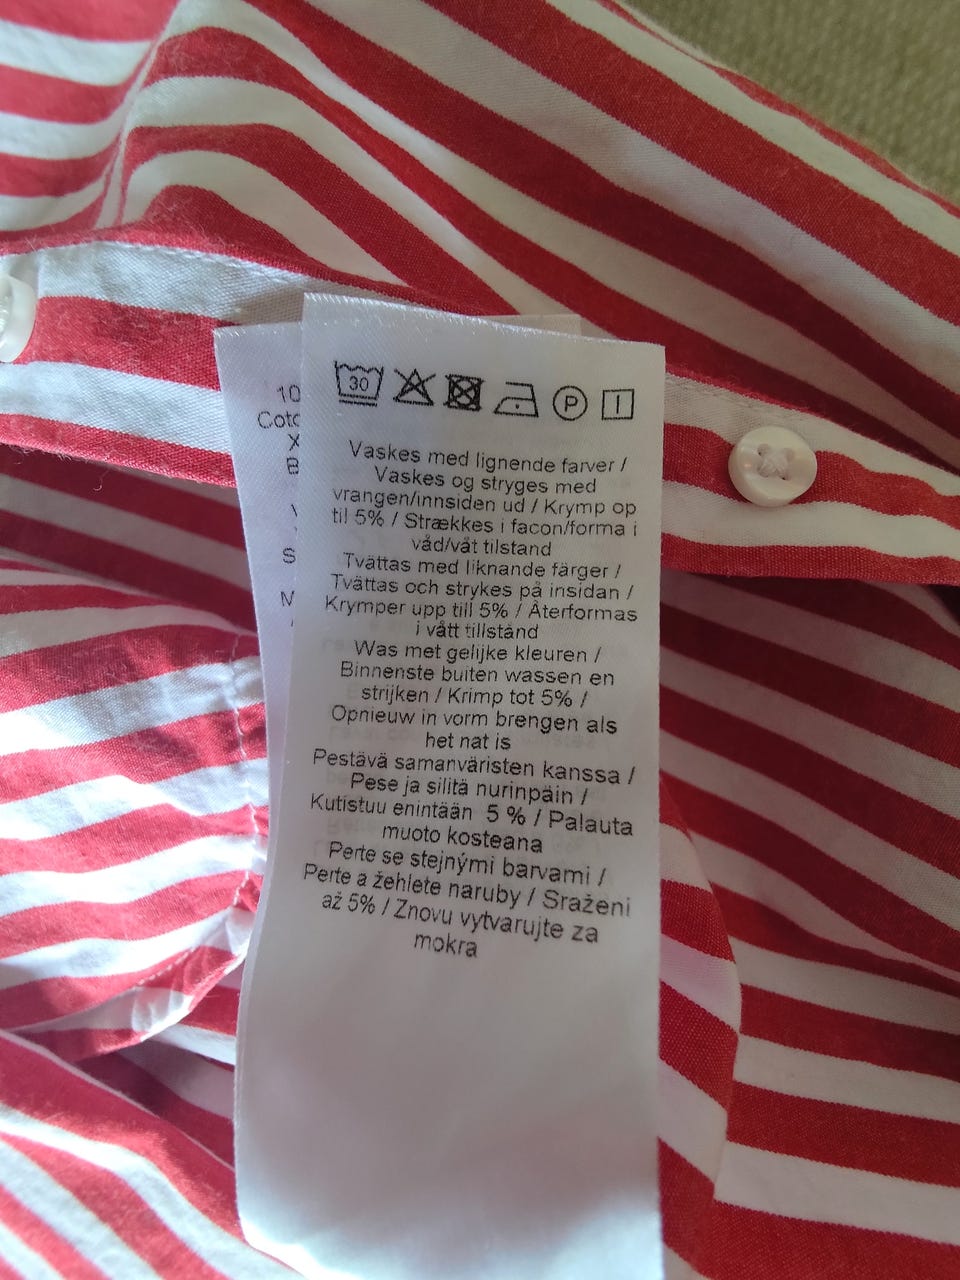 30
P
10
Coto
X
B
S
M
Vaskes med lignende farver /
Vaskes og stryges med
vrangen/innsiden ud / Krymp op
til 5% / Strækkes i facon/forma i
våd/våt tilstand
Tvättas med liknande färger /
Tvättas och strykes på insidan /
Krymper upp till 5% / Återformas
i vått tillstånd
Was met gelijke kleuren /
Binnenste buiten wassen en
strijken / Krimp tot 5% /
Opnieuw in vorm brengen als
het nat is
Pestävä samanväristen kanssa /
Pese ja silitä nurinpäin /
Kutistuu enintään 5 % / Palauta
muoto kosteana
Perte se stejnými barvami /
Perte a žehlete naruby / Sražení
až 5% / Znovu vytvarujte za
mokra